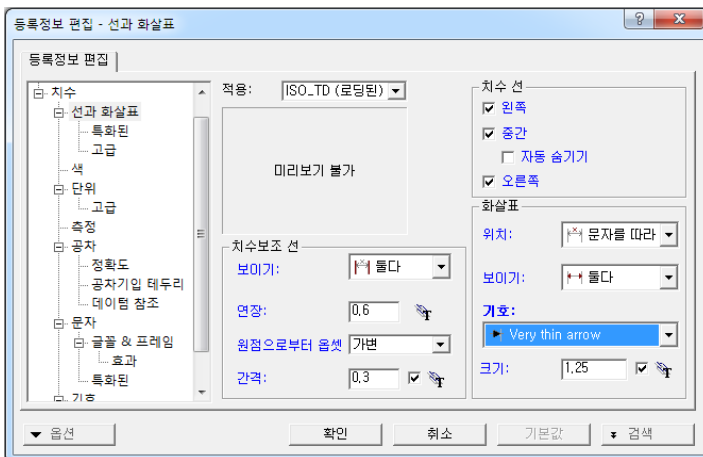 등록정보 편집 - 선과 화살표
등록정보 편집
치수
선과 화살표
특화된
고급
색
단위
고급
측정
공차
정확도
공차기입 테두리
데이텀 참조
문자
글꼴 & 프레임
효과
특화된
기호
적용: ISO_TD (로딩된)
미리보기 불가
치수보조 선
보이기: 둘다
연장: 0.6
원점으로부터 옵셋 가변
간격: 0.3
치수 선
왼쪽
중간
자동 숨기기
오른쪽
화살표
위치: 문자를 따라
보이기: 둘다
기호:
Very thin arrow
크기: 1.25
옵션 확인 취소 기본값 검색